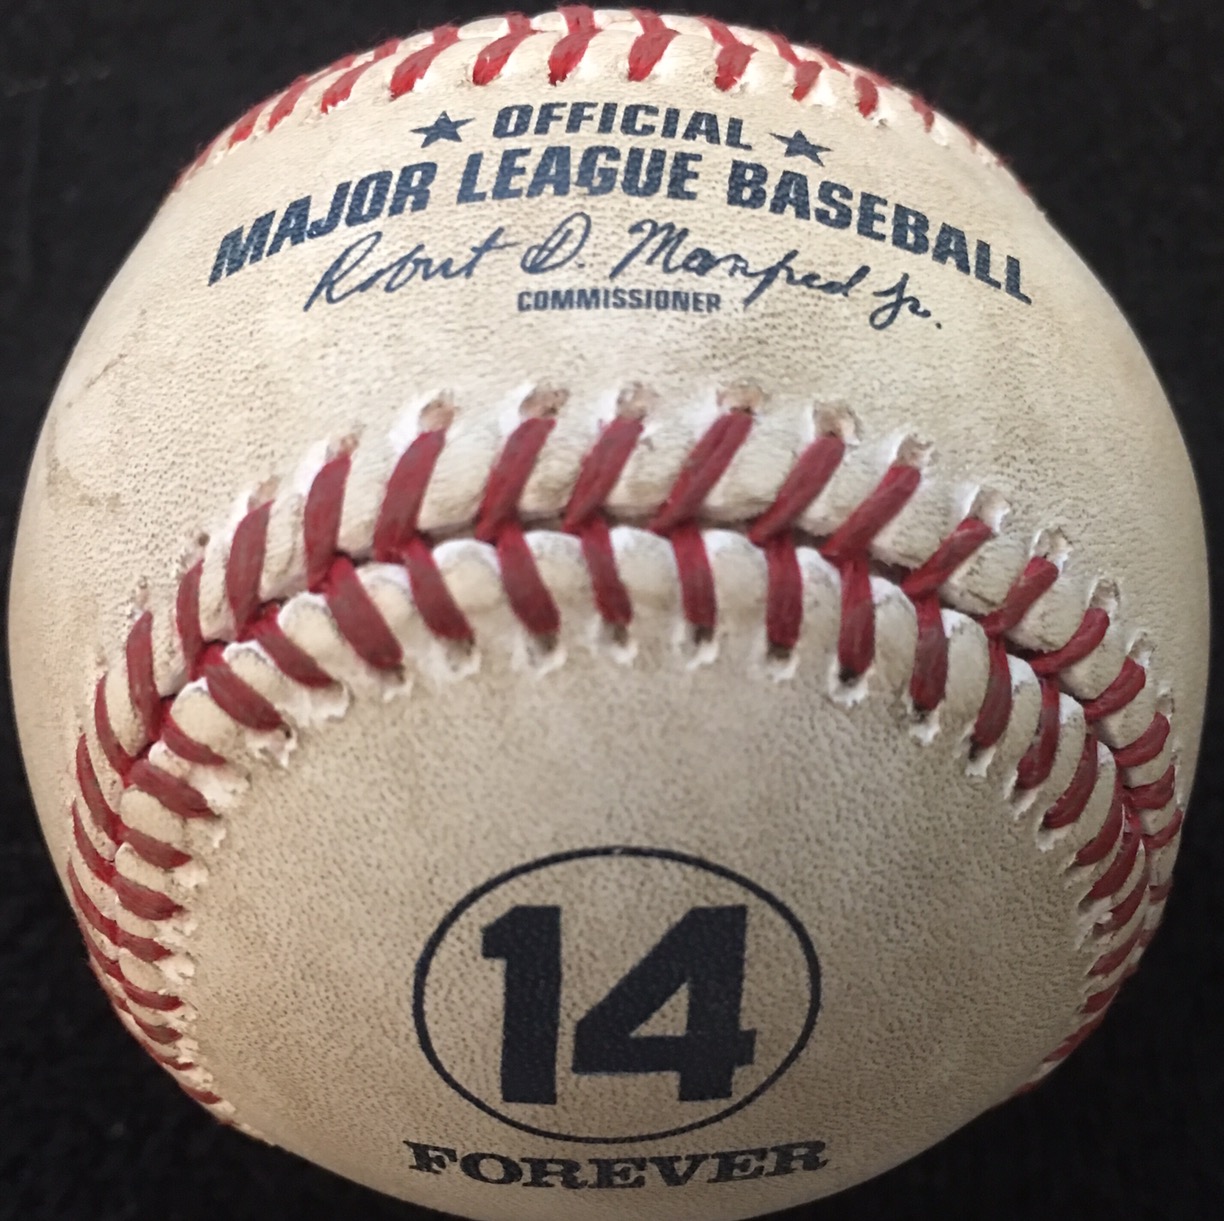 ★ OFFICIAL ★
MAJOR LEAGUE BASEBALL
Robert D. Manfred Jr.
COMMISSIONER
14
FOREVER